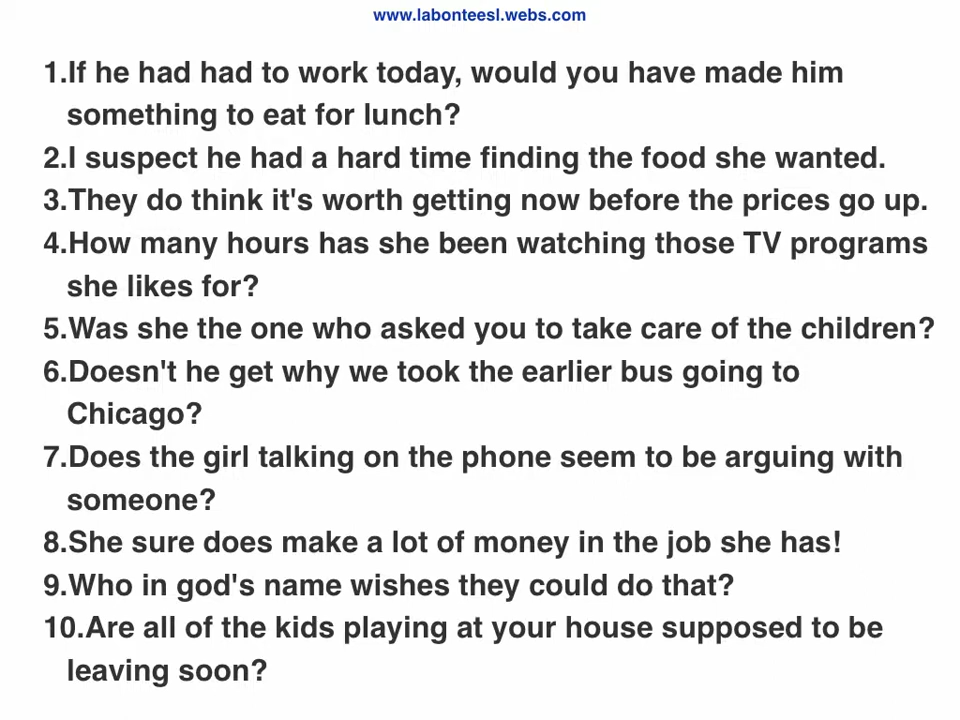 www.labonteesl.webs.com
1.If he had had to work today, would you have made him
something to eat for lunch?
2.I suspect he had a hard time finding the food she wanted.
3.They do think it's worth getting now before the prices go up.
4.How many hours has she been watching those TV programs
she likes for?
5.Was she the one who asked you to take care of the children?
6.Doesn't he get why we took the earlier bus going to
Chicago?
7.Does the girl talking on the phone seem to be arguing with
someone?
8.She sure does make a lot of money in the job she has!
9.Who in god's name wishes they could do that?
10.Are all of the kids playing at your house supposed to be
leaving soon?